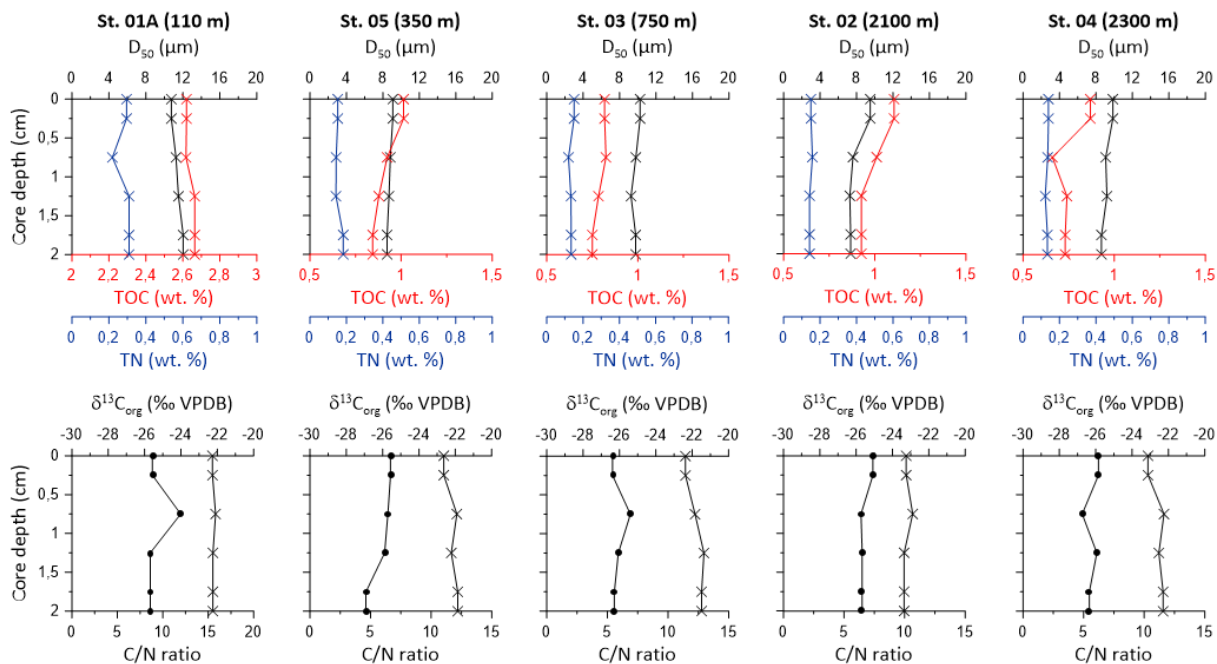 St. 01A (110 m) St. 05 (350 m) St. 03 (750 m) St. 02 (2100 m) St. 04 (2300 m)
D50 (µm) D50 (µm) D50 (µm) D50 (µm) D50 (µm)
0 4 8 12 16 20 0 4 8 12 16 20 0 4 8 12 16 20 0 4 8 12 16 20 0 4 8 12 16 20
Core depth (cm)
0
0,5
1
1,5
2
2 2,2 2,4 2,6 2,8 3 0,5 1 1,5 0,5 1 1,5 0,5 1 1,5 0,5 1 1,5
TOC (wt. %) TOC (wt. %) TOC (wt. %) TOC (wt. %) TOC (wt. %)
0 0,2 0,4 0,6 0,8 1 0 0,2 0,4 0,6 0,8 1 0 0,2 0,4 0,6 0,8 1 0 0,2 0,4 0,6 0,8 1 0 0,2 0,4 0,6 0,8 1
TN (wt. %) TN (wt. %) TN (wt. %) TN (wt. %) TN (wt. %)
δ13Corg (‰ VPDB) δ13Corg (‰ VPDB) δ13Corg (‰ VPDB) δ13Corg (‰ VPDB) δ13Corg (‰ VPDB)
-30 -28 -26 -24 -22 -20 -30 -28 -26 -24 -22 -20 -30 -28 -26 -24 -22 -20 -30 -28 -26 -24 -22 -20 -30 -28 -26 -24 -22 -20
Core depth (cm)
0
0,5
1
1,5
2
0 5 10 15 20 0 5 10 15 0 5 10 15 0 5 10 15 0 5 10 15
C/N ratio C/N ratio C/N ratio C/N ratio C/N ratio